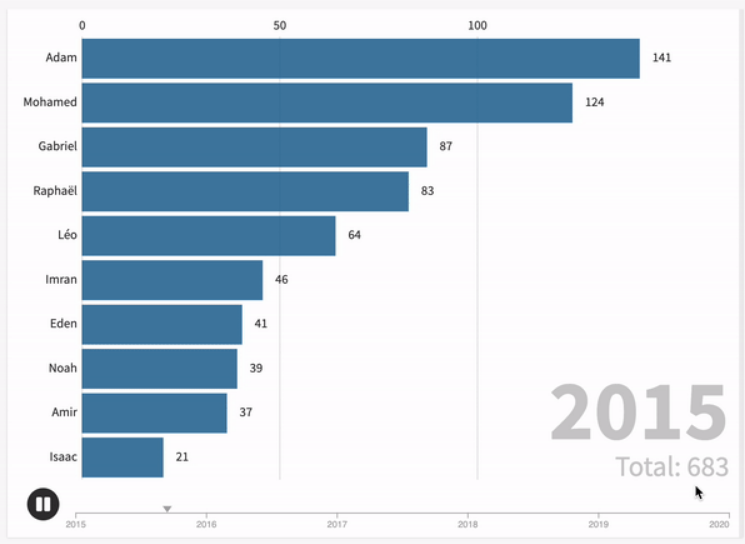 0 50 100
Adam 141
Mohamed 124
Gabriel 87
Raphaël 83
Léo 64
Imran 46
Eden 41
Noah 39
Amir 37
Isaac 21
2015
Total: 683
2015 2016 2017 2018 2019 2020